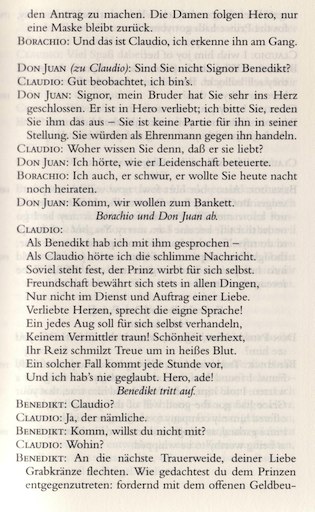 den Antrag zu machen. Die Damen folgen Hero, nur
eine Maske bleibt zurück.
BORACHIO: Und das ist Claudio, ich erkenne ihn am Gang.
DON JUAN (zu Claudio): Sind Sie nicht Signor Benedikt?
CLAUDIO: Gut beobachtet, ich bin's.
DON JUAN: Signor, mein Bruder hat Sie sehr ins Herz
geschlossen. Er ist in Hero verliebt; ich bitte Sie, reden
Sie ihm das aus – Sie ist keine Partie für ihn in seiner
Stellung. Sie würden als Ehrenmann gegen ihn handeln.
CLAUDIO: Woher wissen Sie denn, daß er sie liebt?
DON JUAN: Ich hörte, wie er Leidenschaft beteuerte.
BORACHIO: Ich auch, er schwur, er wollte Sie heute nacht
noch heiraten.
DON JUAN: Komm, wir wollen zum Bankett.
Borachio und Don Juan ab.
CLAUDIO:
Als Benedikt hab ich mit ihm gesprochen –
Als Claudio hörte ich die schlimme Nachricht.
Soviel steht fest, der Prinz wirbt für sich selbst.
Freundschaft bewährt sich stets in allen Dingen,
Nur nicht im Dienst und Auftrag einer Liebe.
Verliebte Herzen, sprecht die eigne Sprache!
Ein jedes Aug soll für sich selbst verhandeln,
Keinem Vermittler traun! Schönheit verhext,
Ihr Reiz schmilzt Treue um in heißes Blut.
Ein solcher Fall kommt jede Stunde vor,
Und ich hab's nie geglaubt. Hero, ade!
Benedikt tritt auf.
BENEDIKT: Claudio?
CLAUDIO: Ja, der nämliche.
BENEDIKT: Komm, willst du nicht mit?
CLAUDIO: Wohin?
BENEDIKT: An die nächste Trauerweide, deiner Liebe
Grabkränze flechten. Wie gedachtest du dem Prinzen
entgegenzutreten: fordernd mit dem offenen Geldbeu-